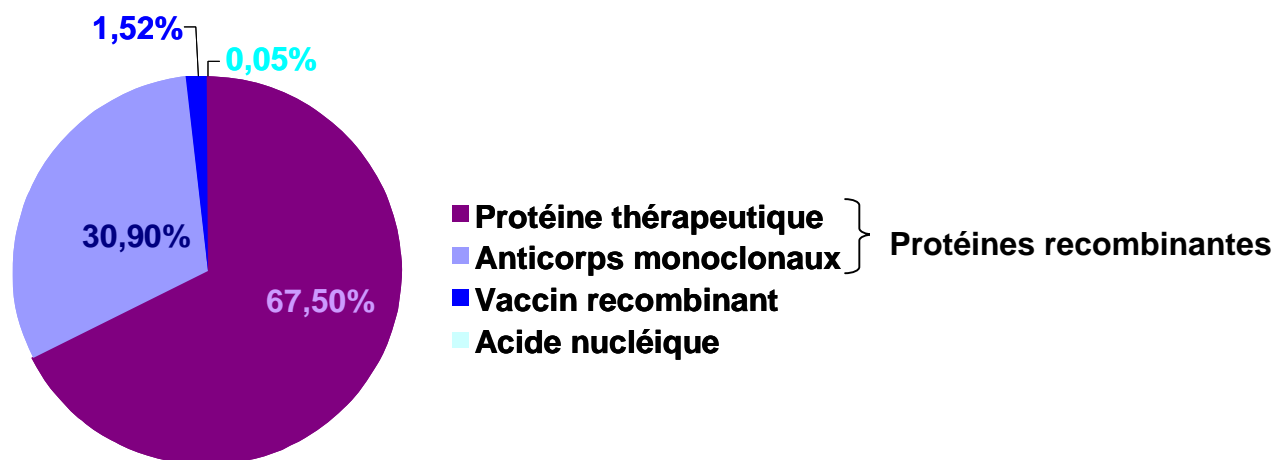 1,52%
0,05%
30,90%
67,50%
Protéine thérapeutique
Anticorps monoclonaux
Protéines recombinantes
Vaccin recombinant
Acide nucléique